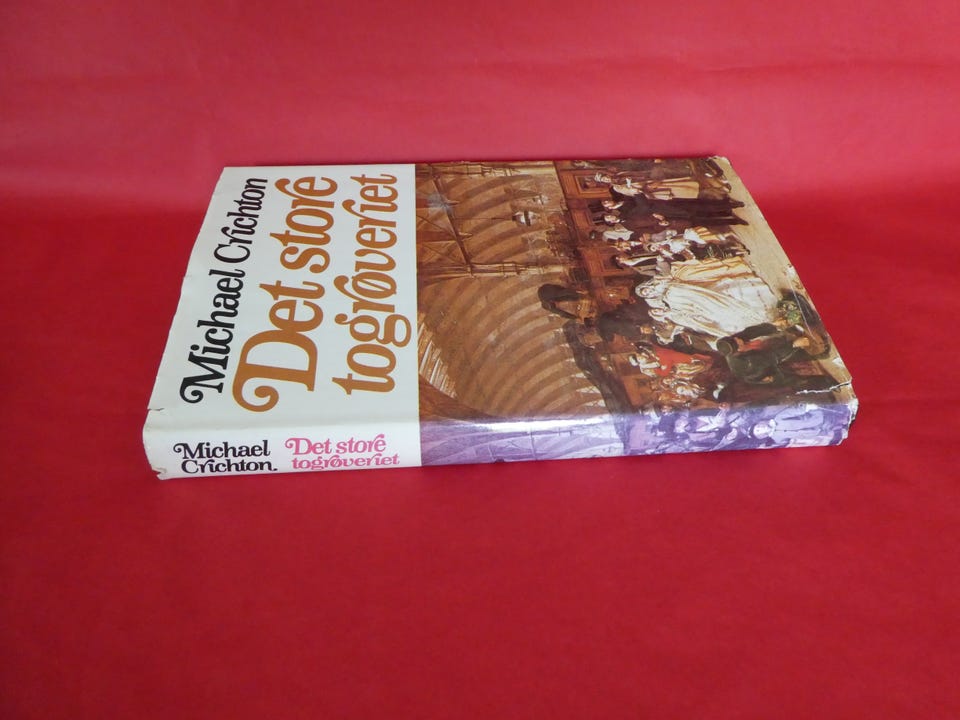 Michael Crichton
Det store
togrøveriet
Michael
Crichton.
Det store
togrøveriet